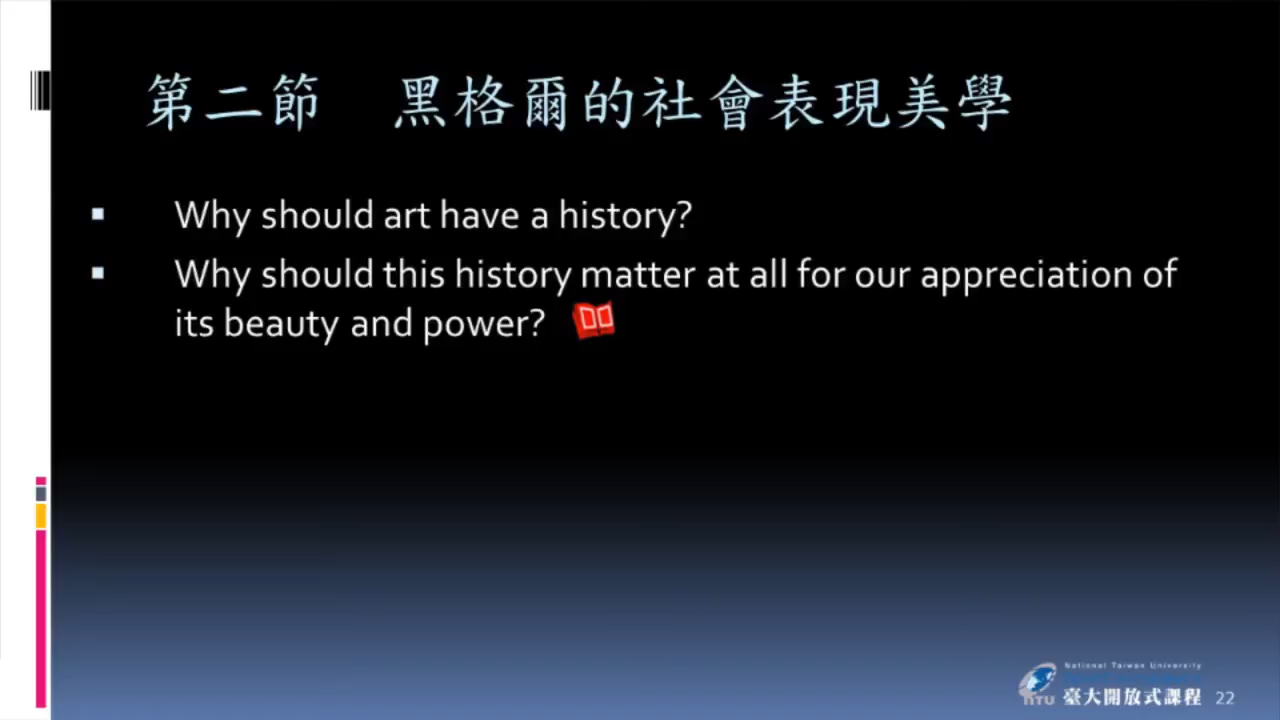 第二節　黑格爾的社會表現美學
Why should art have a history?
Why should this history matter at all for our appreciation of
its beauty and power?
National Taiwan University
NTU 臺大開放式課程 22